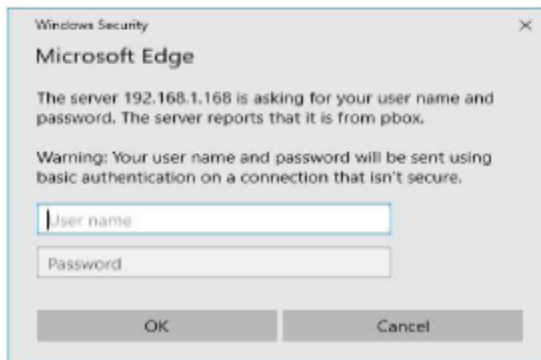 Windows Security
Microsoft Edge
The server 192.168.1.168 is asking for your user name and
password. The server reports that it is from pbox.
Warning: Your user name and password will be sent using
basic authentication on a connection that isn't secure.
User name
Password
OK
Cancel